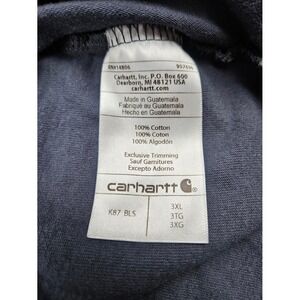 RN14806
Carhartt, Inc. P.O. Box 600
Dearborn, MI 48121 USA
carhartt.com
Made in Guatemala
Fabriqué au Guatemala
Hecho en Guatemala
100% Cotton
100% Coton
100% Algodón
Exclusive Trimming
Sauf Garnitures
Excepto Adorno
carhartt
K87 BLS
3XL
3TG
3XG